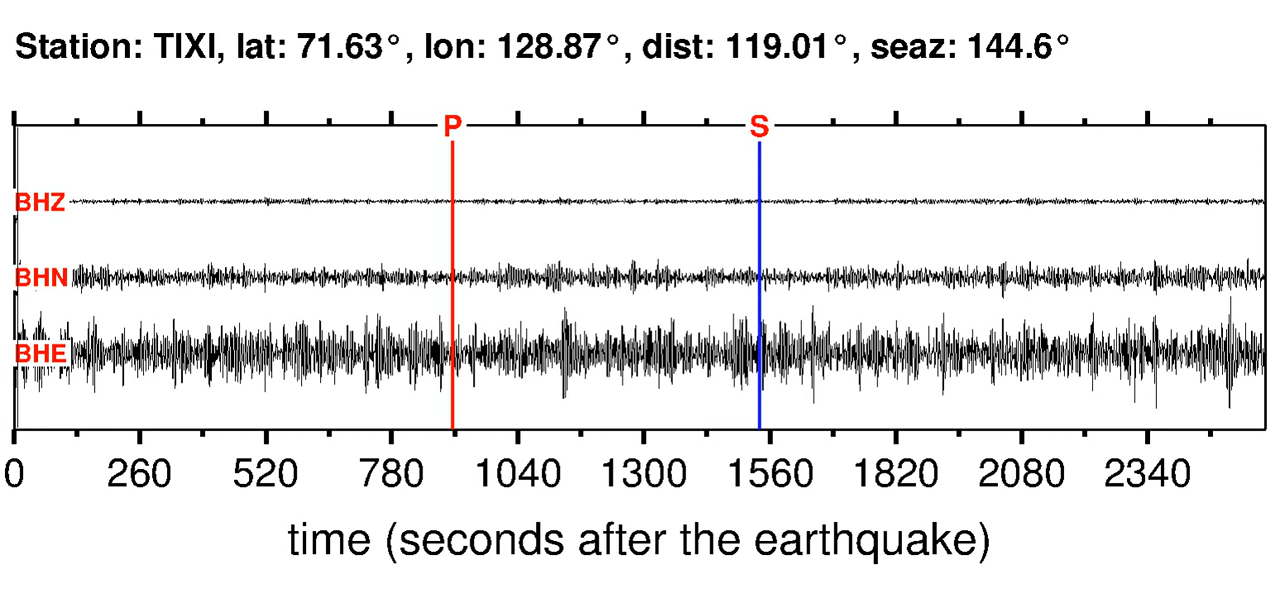 Station: TIXI, lat: 71.63°, lon: 128.87°, dist: 119.01°, seaz: 144.6°
P S
BHZ
BHN
BHE
0 260 520 780 1040 1300 1560 1820 2080 2340
time (seconds after the earthquake)